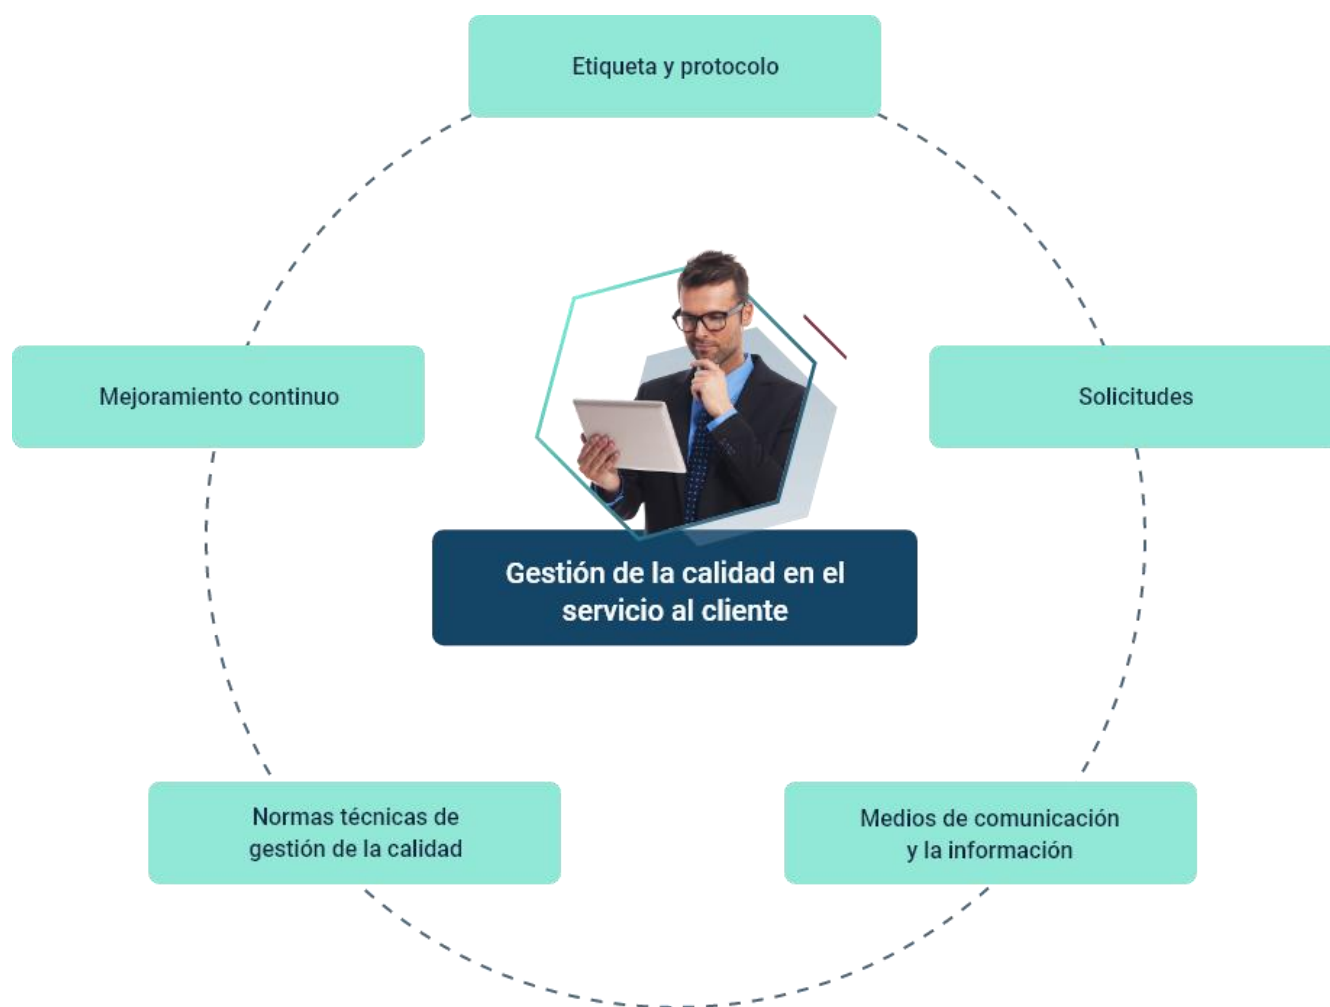 Etiqueta y protocolo
Mejoramiento continuo
Solicitudes
Gestión de la calidad en el
servicio al cliente
Normas técnicas de
gestión de la calidad
Medios de comunicación
y la información